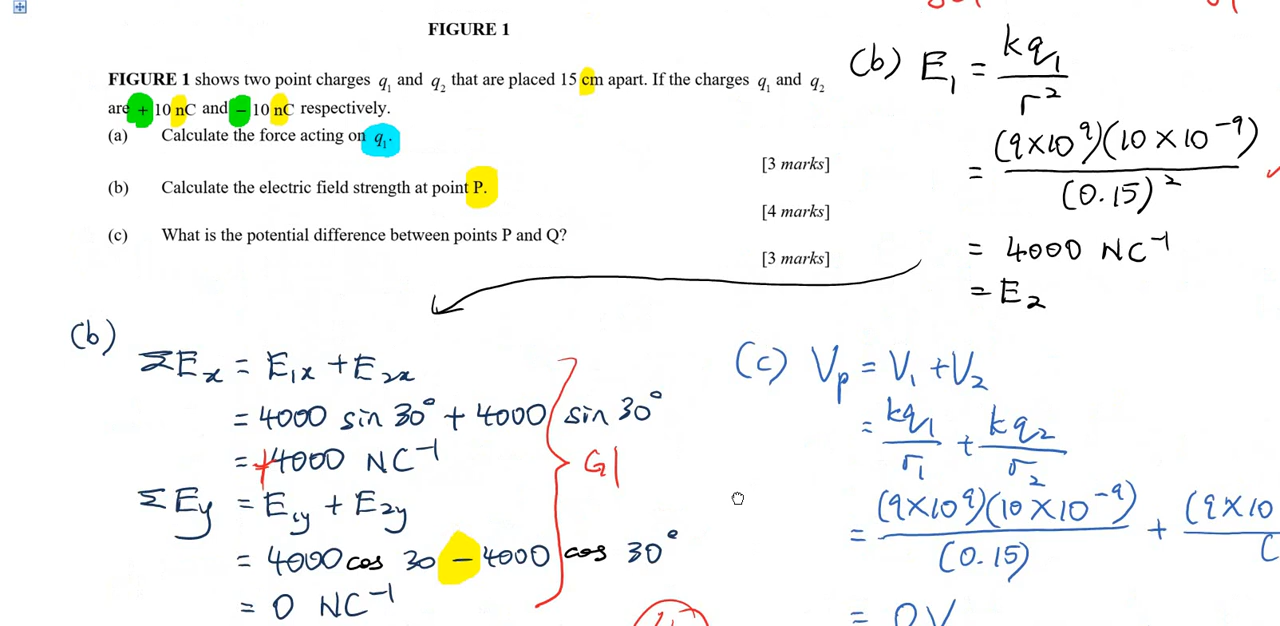 FIGURE 1
FIGURE 1 shows two point charges q₁ and q₂ that are placed 15 cm apart. If the charges q₁ and q₂
are + 10 nC and − 10 nC respectively.
(a) Calculate the force acting on q₁.
[3 marks]
(b) Calculate the electric field strength at point P.
[4 marks]
(c) What is the potential difference between points P and Q?
[3 marks]
(b) E₁ = kq₁ / r²
= (9×10⁹)(10×10⁻⁹) / (0.15)²
= 4000 NC⁻¹
= E₂
(b)
ΣEx = E1x + E2x
= 4000 sin 30° + 4000 sin 30°
= +4000 NC⁻¹
G1
ΣEy = E1y + E2y
= 4000 cos 30 − 4000 cos 30°
= 0 NC⁻¹
(c) Vp = V₁ + V₂
= kq₁ / r₁ + kq₂ / r₂
= (9×10⁹)(10×10⁻⁹) / (0.15) + (9×10
= 0V